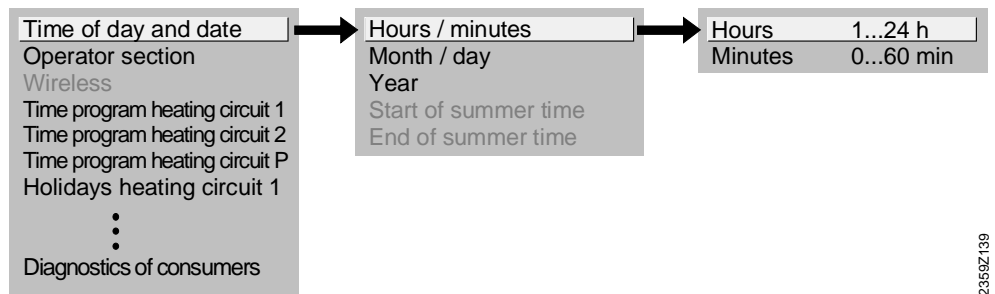 Time of day and date
Operator section
Wireless
Time program heating circuit 1
Time program heating circuit 2
Time program heating circuit P
Holidays heating circuit 1
Diagnostics of consumers
Hours / minutes
Month / day
Year
Start of summer time
End of summer time
Hours 1...24 h
Minutes 0...60 min
2359Z139